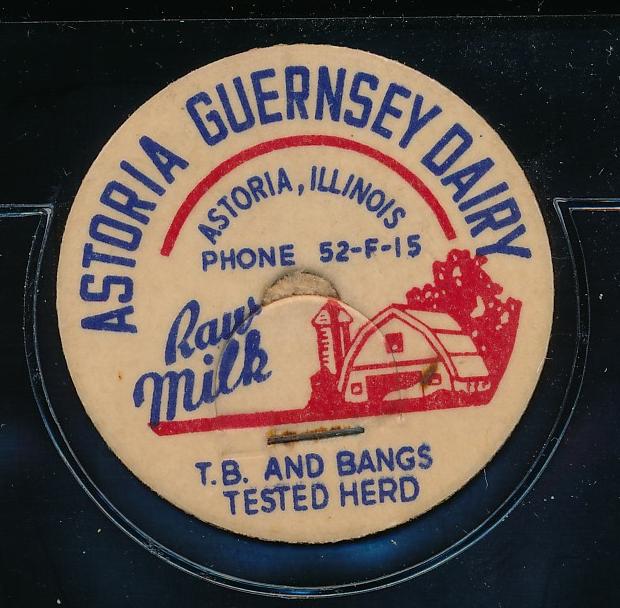 ASTORIA GUERNSEY DAIRY
ASTORIA, ILLINOIS
PHONE 52-F-15
Raw
Milk
T.B. AND BANGS
TESTED HERD